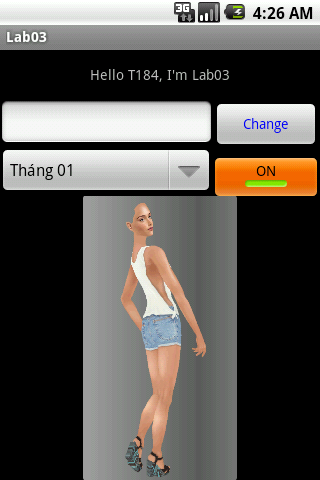 3G 4:26 AM
Lab03
Hello T184, I'm Lab03
Change
Tháng 01
ON